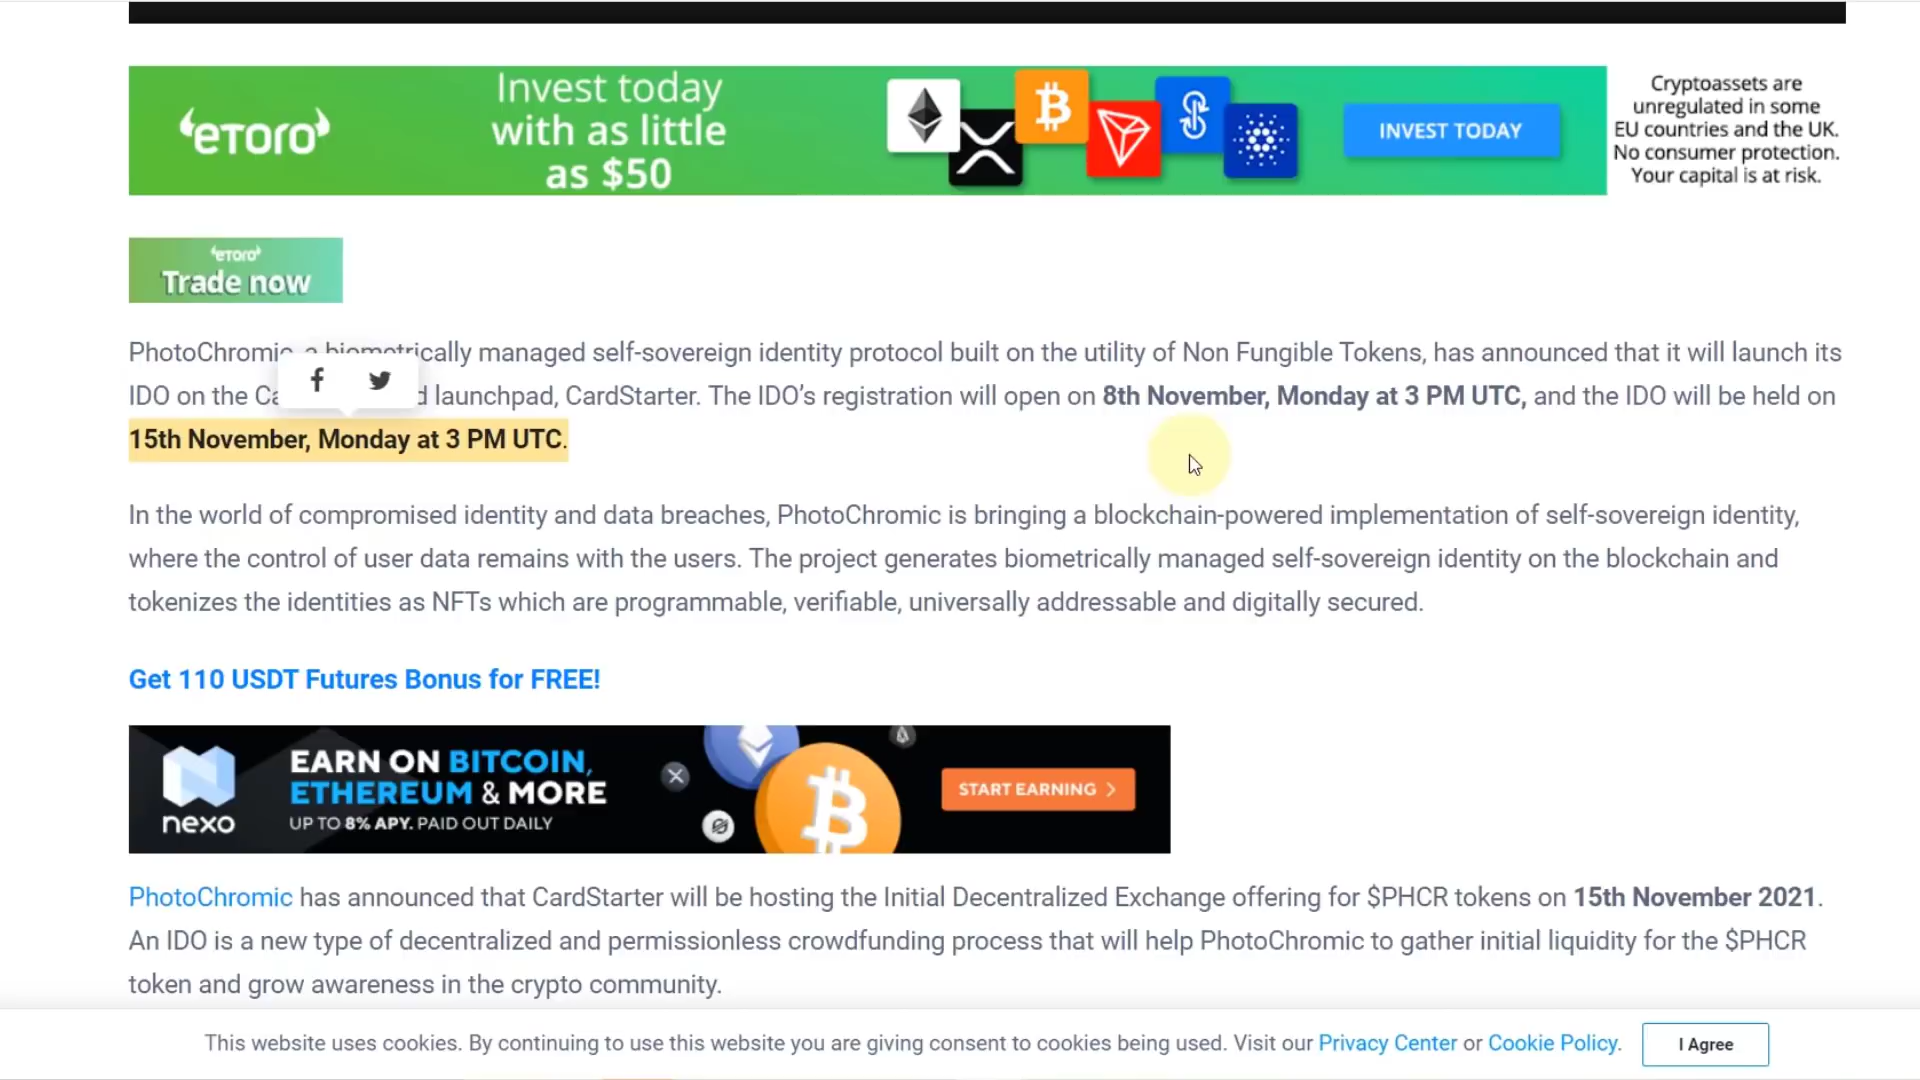 eToro
Invest today
with as little
as $50
INVEST TODAY
Cryptoassets are
unregulated in some
EU countries and the UK.
No consumer protection.
Your capital is at risk.
eToro
Trade now
PhotoChromic, a biometrically managed self-sovereign identity protocol built on the utility of Non Fungible Tokens, has announced that it will launch its
IDO on the Ca d launchpad, CardStarter. The IDO’s registration will open on 8th November, Monday at 3 PM UTC, and the IDO will be held on
15th November, Monday at 3 PM UTC.
In the world of compromised identity and data breaches, PhotoChromic is bringing a blockchain-powered implementation of self-sovereign identity,
where the control of user data remains with the users. The project generates biometrically managed self-sovereign identity on the blockchain and
tokenizes the identities as NFTs which are programmable, verifiable, universally addressable and digitally secured.
Get 110 USDT Futures Bonus for FREE!
nexo
EARN ON BITCOIN,
ETHEREUM & MORE
UP TO 8% APY. PAID OUT DAILY
START EARNING >
PhotoChromic has announced that CardStarter will be hosting the Initial Decentralized Exchange offering for $PHCR tokens on 15th November 2021.
An IDO is a new type of decentralized and permissionless crowdfunding process that will help PhotoChromic to gather initial liquidity for the $PHCR
token and grow awareness in the crypto community.
This website uses cookies. By continuing to use this website you are giving consent to cookies being used. Visit our Privacy Center or Cookie Policy.
I Agree